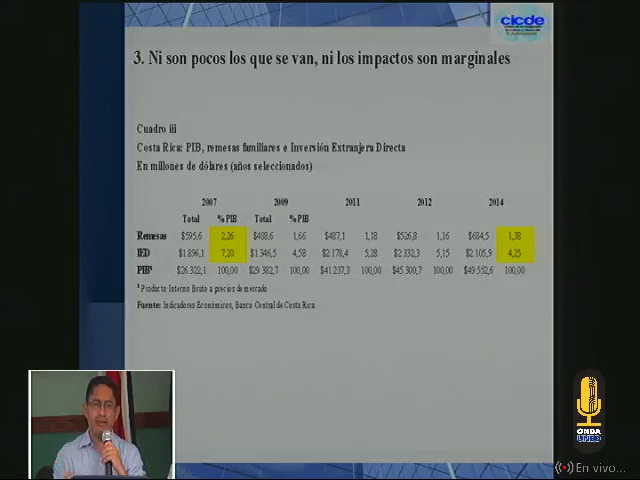 cicde
3. Ni son pocos los que se van, ni los impactos son marginales
Cuadro iii
Costa Rica: PIB, remesas familiares e Inversión Extranjera Directa
En millones de dólares (años seleccionados)
2007 2009 2011 2012 2014
Total % PIB Total % PIB
Remesas $595,6 2,26 $488,6 1,66 $487,1 1,18 $526,8 1,16 $684,5 1,38
IED $1 896,1 7,20 $1 346,5 4,58 $2 178,4 5,28 $2 332,3 5,15 $2 105,9 4,25
PIB¹ $26 322,1 100,00 $29 382,7 100,00 $41 237,3 100,00 $45 300,7 100,00 $49 552,6 100,00
¹ Producto Interno Bruto a precios de mercado
Fuente: Indicadores Económicos, Banco Central de Costa Rica
ONDA
UNED
En vivo...